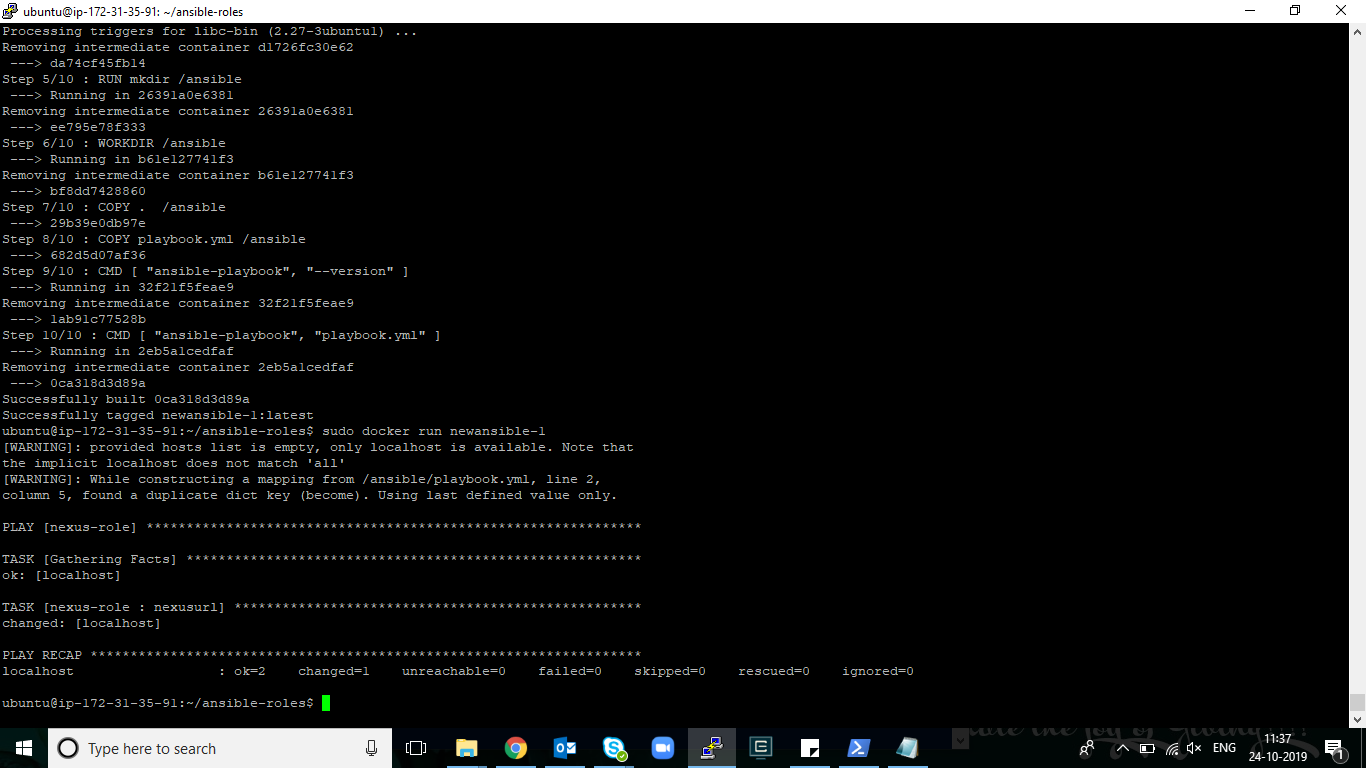 ubuntu@ip-172-31-35-91: ~/ansible-roles
Processing triggers for libc-bin (2.27-3ubuntu1) ...
Removing intermediate container d1726fc30e62
 ---> da74cf45fb14
Step 5/10 : RUN mkdir /ansible
 ---> Running in 26391a0e6381
Removing intermediate container 26391a0e6381
 ---> ee795e78f333
Step 6/10 : WORKDIR /ansible
 ---> Running in b61e127741f3
Removing intermediate container b61e127741f3
 ---> bf8dd7428860
Step 7/10 : COPY .  /ansible
 ---> 29b39e0db97e
Step 8/10 : COPY playbook.yml /ansible
 ---> 682d5d07af36
Step 9/10 : CMD [ "ansible-playbook", "--version" ]
 ---> Running in 32f21f5feae9
Removing intermediate container 32f21f5feae9
 ---> 1ab91c77528b
Step 10/10 : CMD [ "ansible-playbook", "playbook.yml" ]
 ---> Running in 2eb5a1cedfaf
Removing intermediate container 2eb5a1cedfaf
 ---> 0ca318d3d89a
Successfully built 0ca318d3d89a
Successfully tagged newansible-1:latest
ubuntu@ip-172-31-35-91:~/ansible-roles$ sudo docker run newansible-1
[WARNING]: provided hosts list is empty, only localhost is available. Note that
the implicit localhost does not match 'all'
[WARNING]: While constructing a mapping from /ansible/playbook.yml, line 2,
column 5, found a duplicate dict key (become). Using last defined value only.
PLAY [nexus-role] **************************************************************
TASK [Gathering Facts] *********************************************************
ok: [localhost]
TASK [nexus-role : nexusurl] ***************************************************
changed: [localhost]
PLAY RECAP *********************************************************************
localhost                  : ok=2    changed=1    unreachable=0    failed=0    skipped=0    rescued=0    ignored=0
ubuntu@ip-172-31-35-91:~/ansible-roles$
Type here to search
ENG
11:37
24-10-2019
1